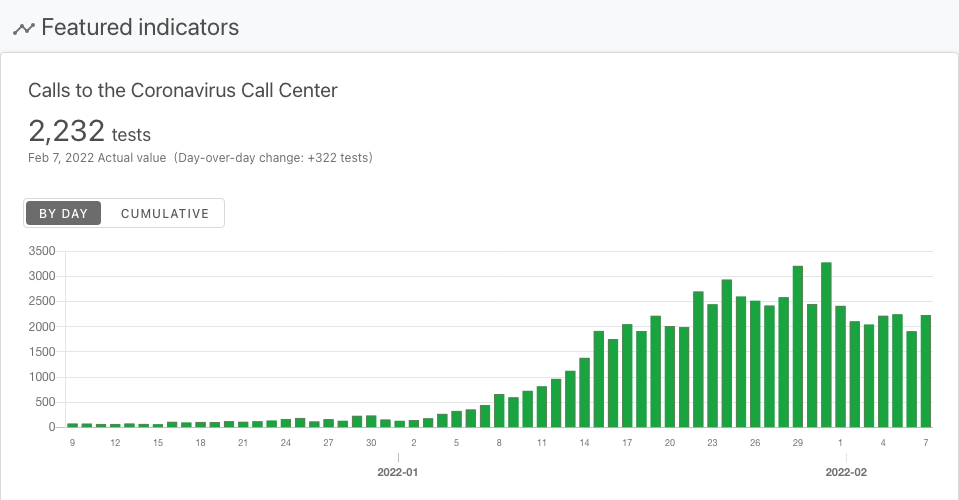 Featured indicators
Calls to the Coronavirus Call Center
2,232 tests
Feb 7, 2022 Actual value (Day-over-day change: +322 tests)
BY DAY CUMULATIVE
3500
3000
2500
2000
1500
1000
500
0
9 12 15 18 21 24 27 30 2 5 8 11 14 17 20 23 26 29 1 4 7
2022-01 2022-02